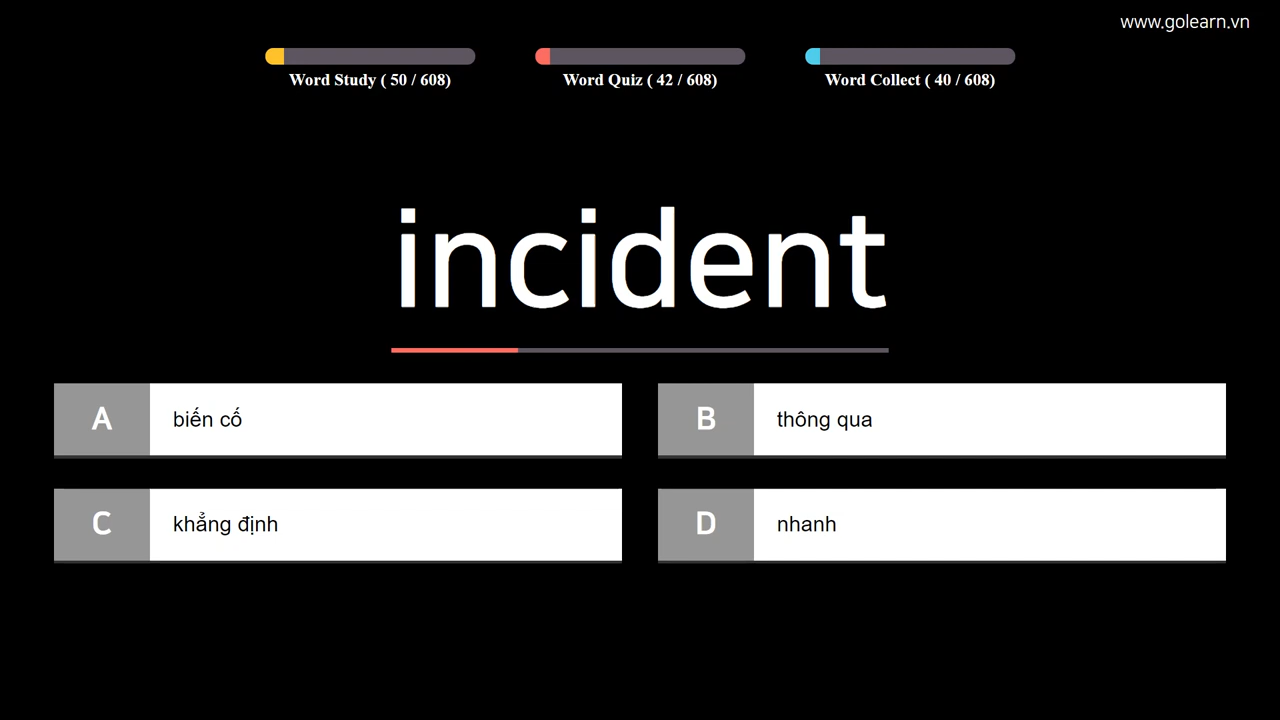 www.golearn.vn
Word Study ( 50 / 608)
Word Quiz ( 42 / 608)
Word Collect ( 40 / 608)
incident
A biến cố
B thông qua
C khẳng định
D nhanh